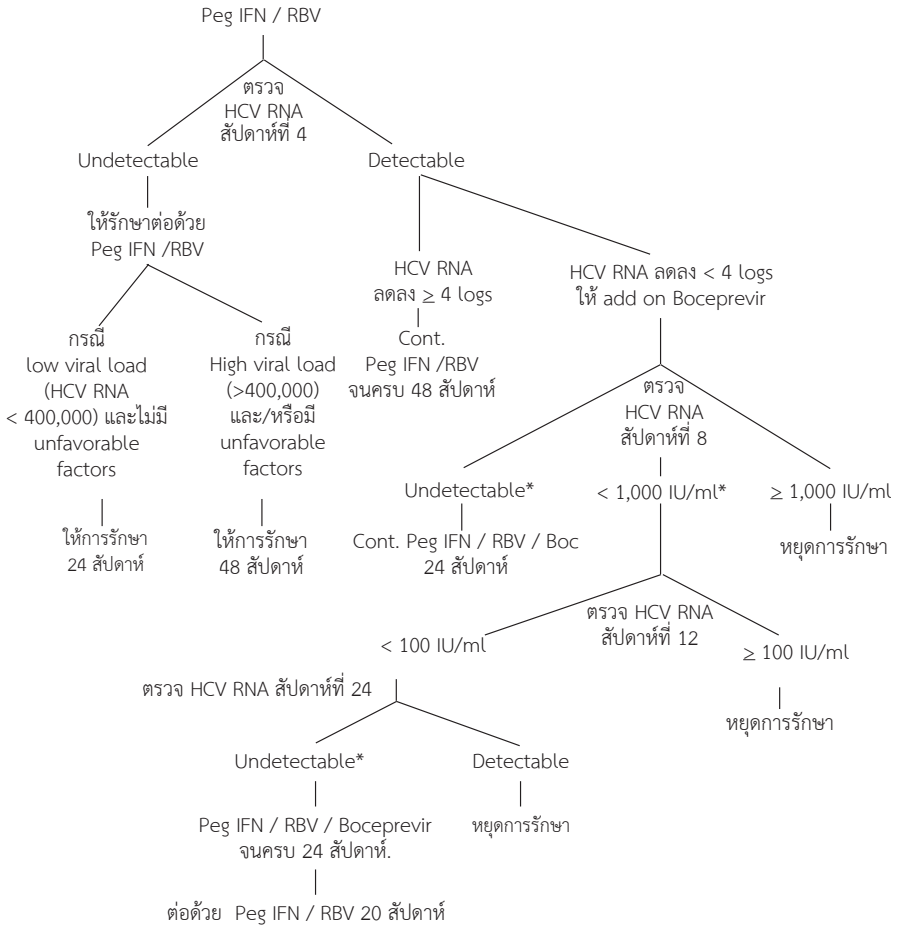 Peg IFN / RBV
ตรวจ
HCV RNA
สัปดาห์ที่ 4
Undetectable
Detectable
ให้รักษาต่อด้วย
Peg IFN /RBV
HCV RNA
ลดลง ≥ 4 logs
HCV RNA ลดลง < 4 logs
ให้ add on Boceprevir
กรณี
low viral load
(HCV RNA
< 400,000) และไม่มี
unfavorable
factors
กรณี
High viral load
(>400,000)
และ/หรือมี
unfavorable
factors
Cont.
Peg IFN /RBV
จนครบ 48 สัปดาห์
ตรวจ
HCV RNA
สัปดาห์ที่ 8
Undetectable*
< 1,000 IU/ml*
≥ 1,000 IU/ml
ให้การรักษา
24 สัปดาห์
ให้การรักษา
48 สัปดาห์
Cont. Peg IFN / RBV / Boc
24 สัปดาห์
หยุดการรักษา
ตรวจ HCV RNA
สัปดาห์ที่ 12
< 100 IU/ml
≥ 100 IU/ml
ตรวจ HCV RNA สัปดาห์ที่ 24
หยุดการรักษา
Undetectable*
Detectable
Peg IFN / RBV / Boceprevir
จนครบ 24 สัปดาห์.
หยุดการรักษา
ต่อด้วย Peg IFN / RBV 20 สัปดาห์